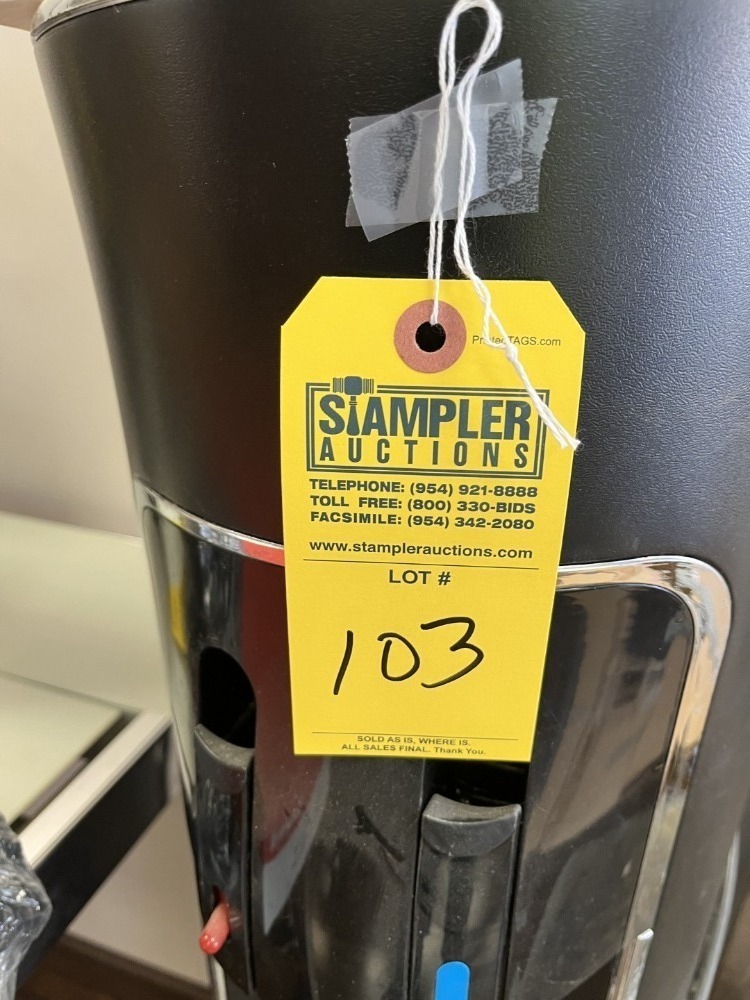 PrintedTAGS.com
STAMPLER
AUCTIONS
TELEPHONE: (954) 921-8888
TOLL FREE: (800) 330-BIDS
FACSIMILE: (954) 342-2080
www.stamplerauctions.com
LOT #
103
SOLD AS IS, WHERE IS.
ALL SALES FINAL. Thank You.